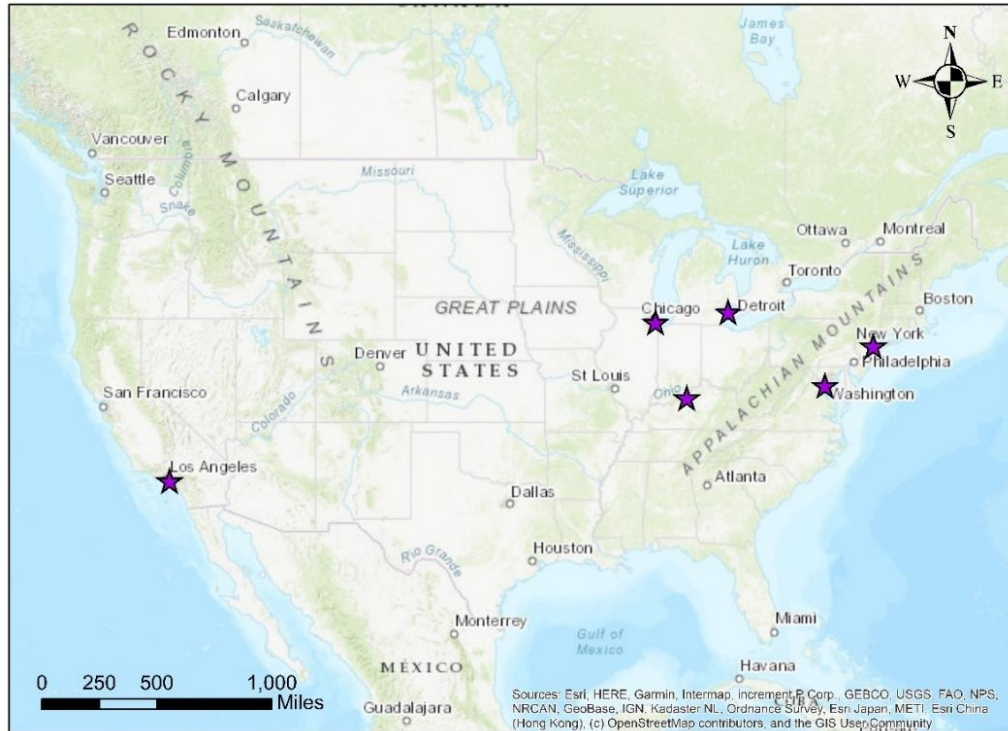 CANADA
Edmonton
Saskatchewan
James
Bay
N
W E
S
Calgary
ROCKY MOUNTAINS
Vancouver
Columbia
Seattle
Snake
Missouri
Lake
Superior
Mississippi
Ottawa
Montreal
Lake
Huron
Toronto
GREAT PLAINS
Chicago
Detroit
Boston
APPALACHIAN MOUNTAINS
New York
Philadelphia
Denver
UNITED
STATES
St Louis
Ohio
Washington
San Francisco
Colorado
Arkansas
Los Angeles
Atlanta
Dallas
Rio Grande
Houston
Monterrey
Gulf of
Mexico
Miami
MÉXICO
Havana
CUBA
Guadalajara
0 250 500 1,000
Miles
Sources: Esri, HERE, Garmin, Intermap, increment P Corp., GEBCO, USGS, FAO, NPS,
NRCAN, GeoBase, IGN, Kadaster NL, Ordnance Survey, Esri Japan, METI, Esri China
(Hong Kong), (c) OpenStreetMap contributors, and the GIS User Community